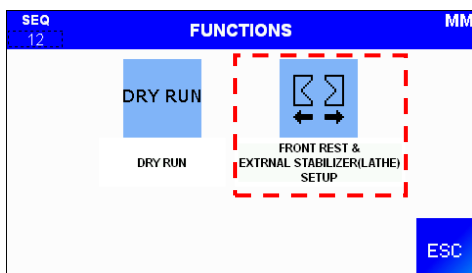 SEQ
12
FUNCTIONS
MM
DRY RUN
DRY RUN
FRONT REST &
EXTRNAL STABILIZER(LATHE)
SETUP
ESC